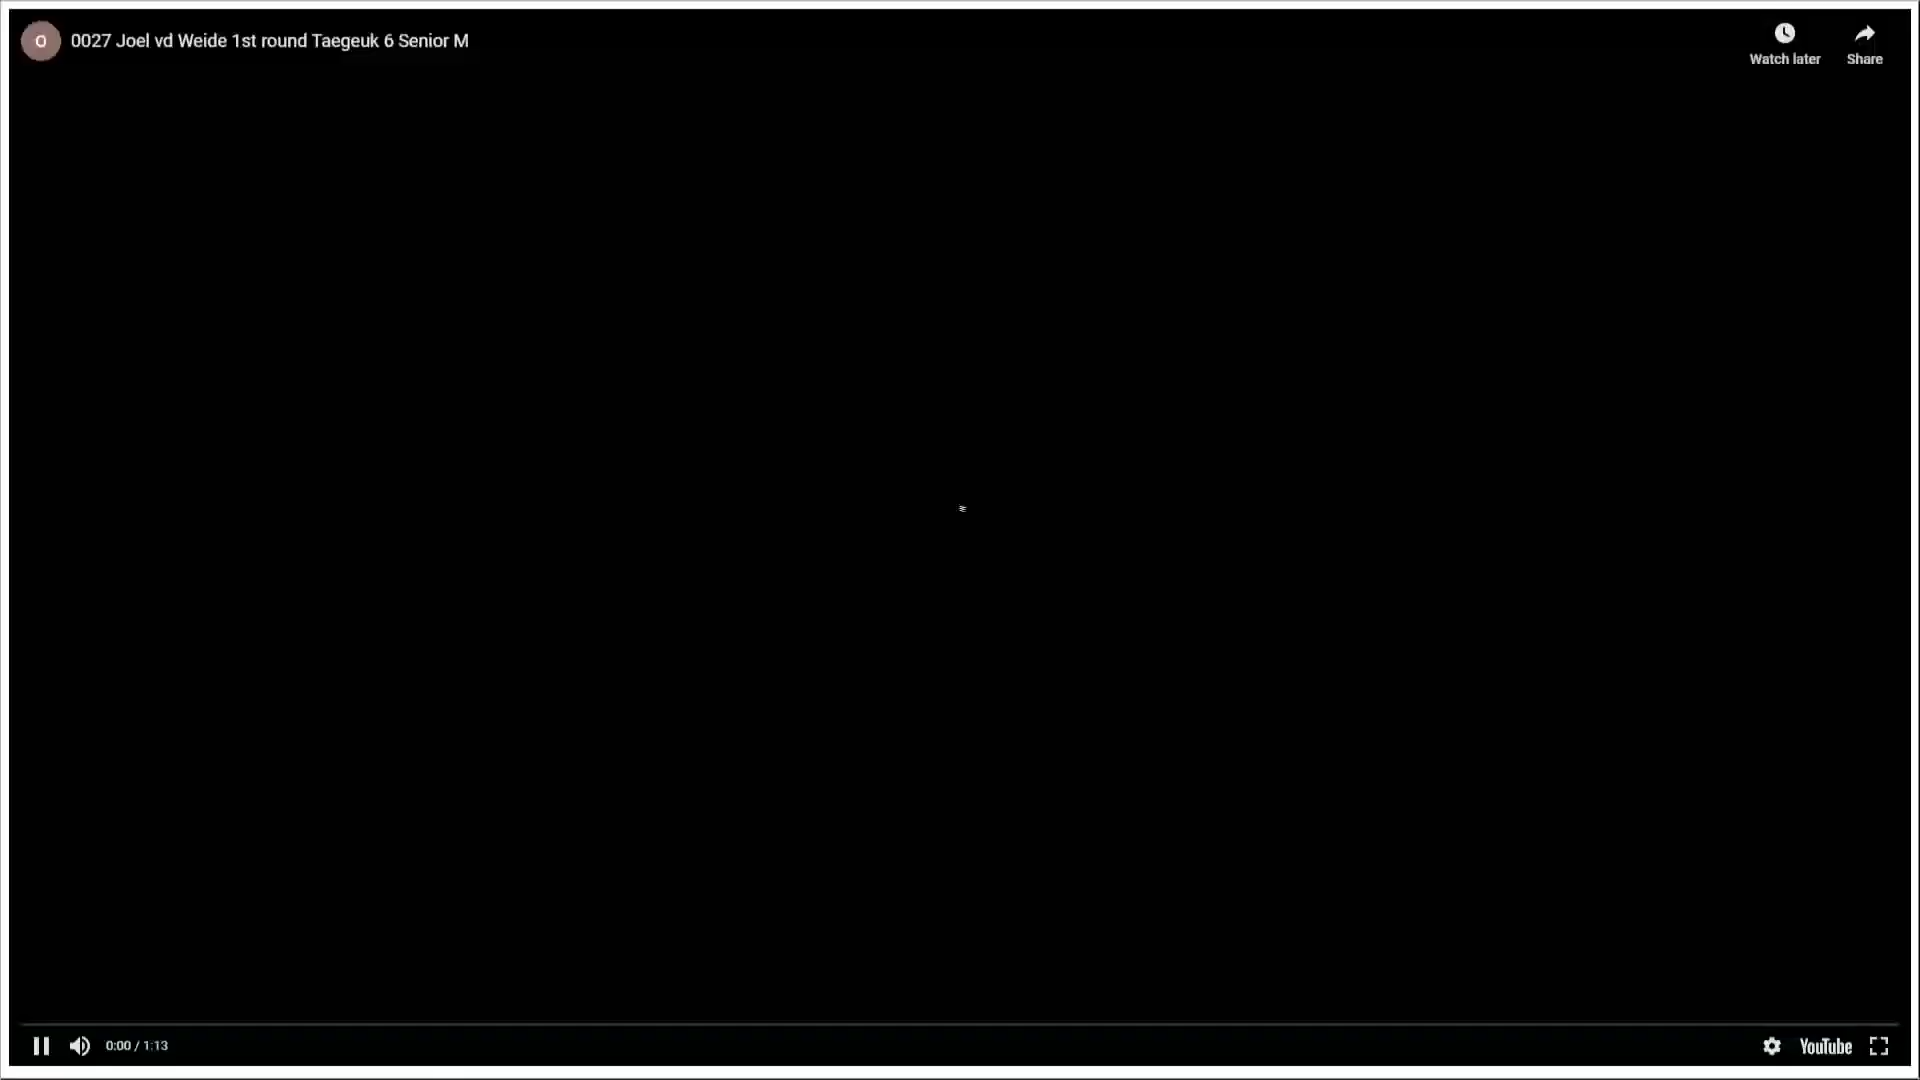 O
0027 Joel vd Weide 1st round Taegeuk 6 Senior M
Watch later
Share
0:00 / 1:13
YouTube